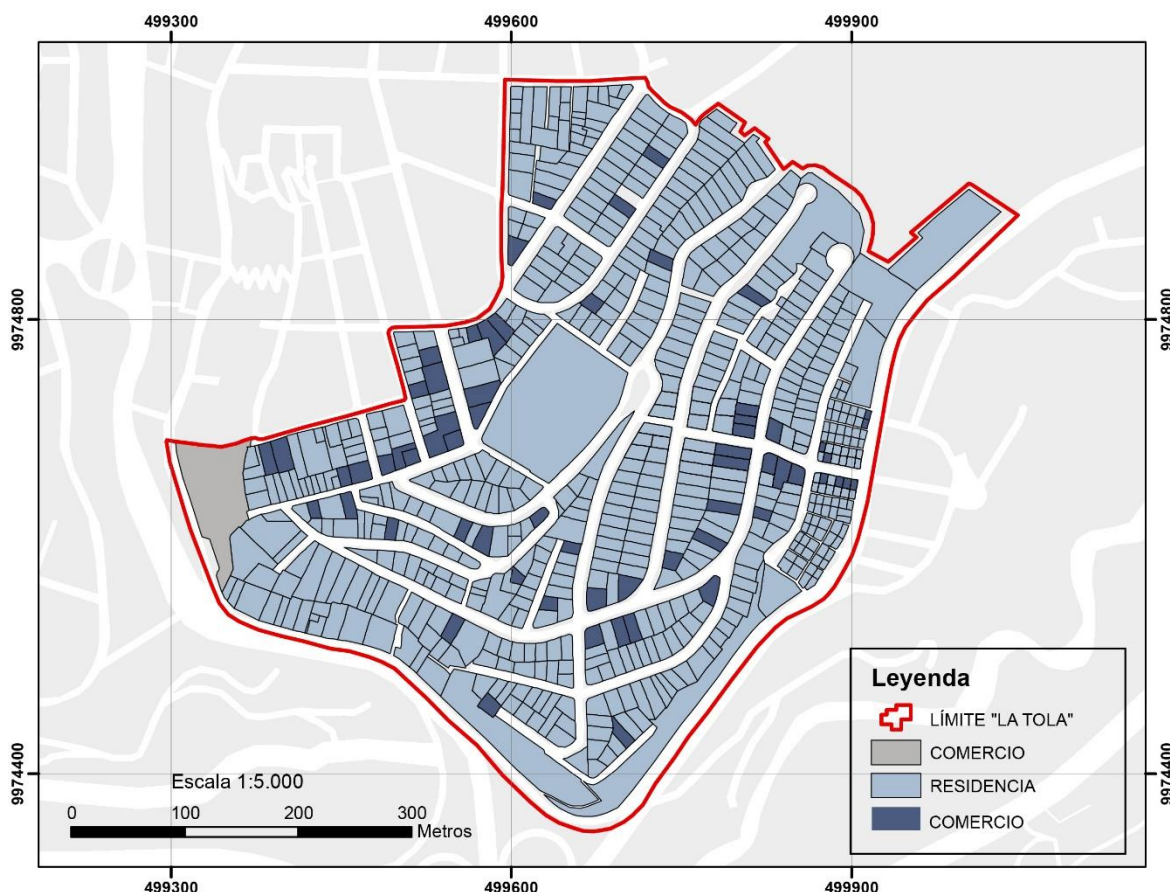 499300 499600 499900
9974800 9974800
Leyenda
LÍMITE "LA TOLA"
COMERCIO
RESIDENCIA
COMERCIO
9974400 9974400
Escala 1:5.000
0 100 200 300 Metros
499300 499600 499900